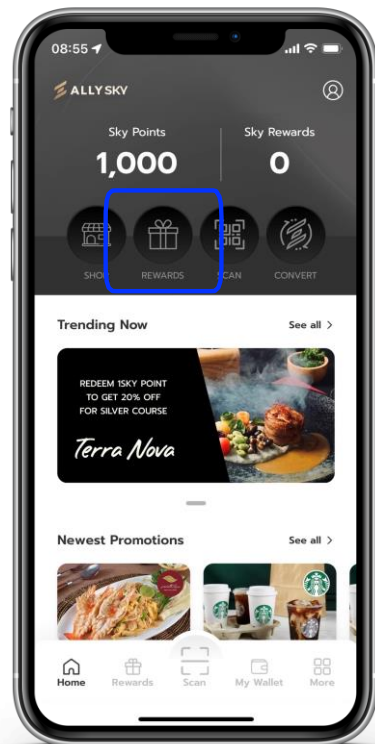 08:55
ALLY SKY
Sky Points
Sky Rewards
1,000
0
SHOP
REWARDS
SCAN
CONVERT
Trending Now
See all >
REDEEM 1SKY POINT
TO GET 20% OFF
FOR SILVER COURSE
Terra Nova
Newest Promotions
See all >
Home
Rewards
Scan
My Wallet
More